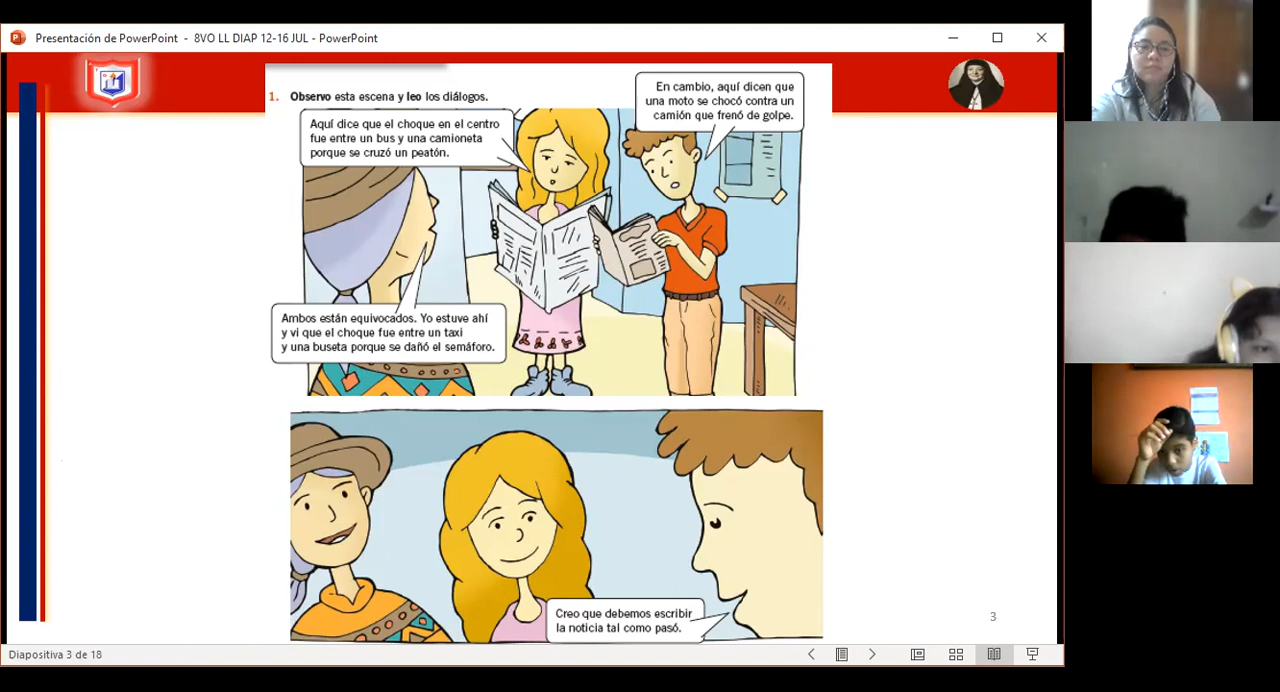 Presentación de PowerPoint - 8VO LL DIAP 12-16 JUL - PowerPoint
1. Observo esta escena y leo los diálogos.
Aquí dice que el choque en el centro
fue entre un bus y una camioneta
porque se cruzó un peatón.
En cambio, aquí dicen que
una moto se chocó contra un
camión que frenó de golpe.
Ambos están equivocados. Yo estuve ahí
y vi que el choque fue entre un taxi
y una buseta porque se dañó el semáforo.
Creo que debemos escribir
la noticia tal como pasó.
3
Diapositiva 3 de 18